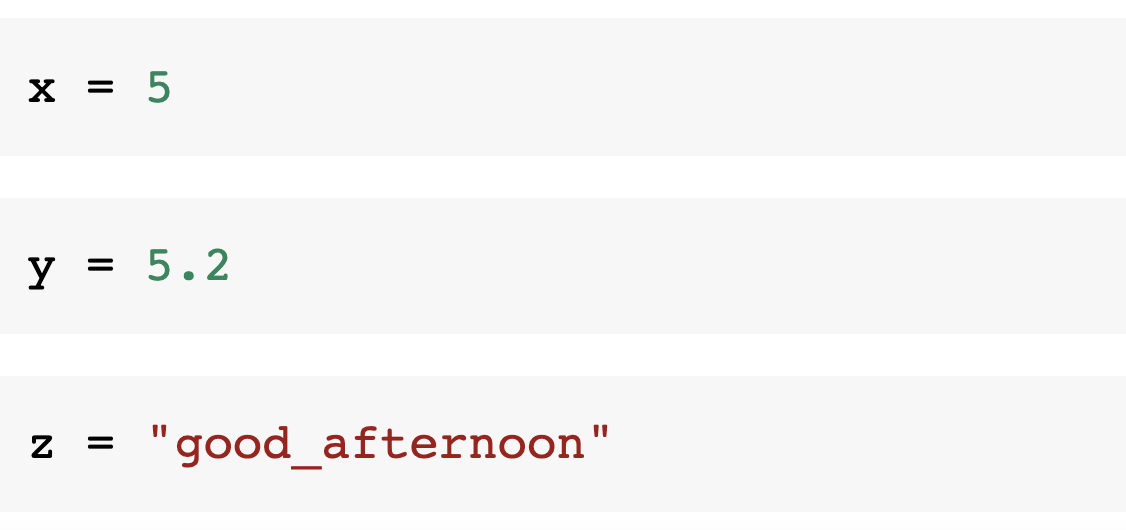 x = 5
y = 5.2
z = "good_afternoon"